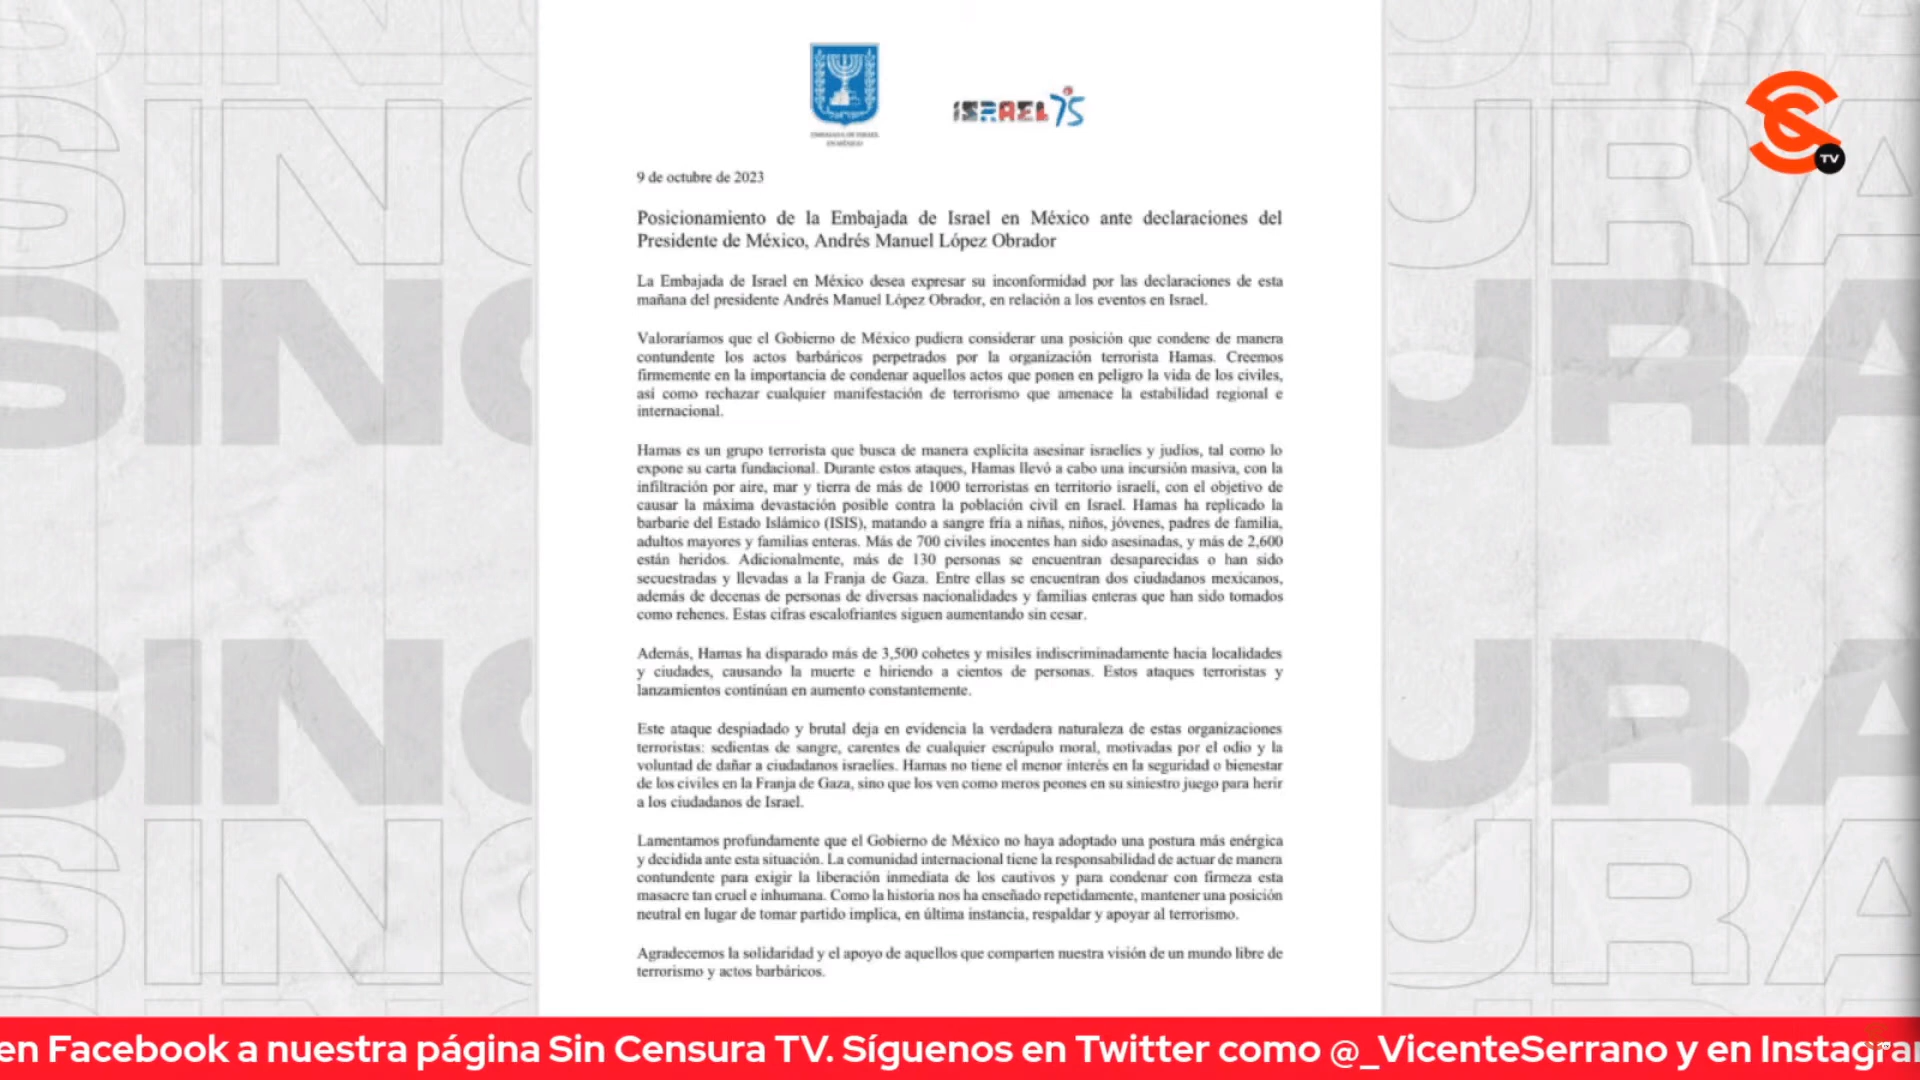 EMBAJADA DE ISRAEL
EN MÉXICO
ISRAEL 75
TV
9 de octubre de 2023
Posicionamiento de la Embajada de Israel en México ante declaraciones del
Presidente de México, Andrés Manuel López Obrador
La Embajada de Israel en México desea expresar su inconformidad por las declaraciones de esta
mañana del presidente Andrés Manuel López Obrador, en relación a los eventos en Israel.
Valoraríamos que el Gobierno de México pudiera considerar una posición que condene de manera
contundente los actos barbáricos perpetrados por la organización terrorista Hamas. Creemos
firmemente en la importancia de condenar aquellos actos que ponen en peligro la vida de los civiles,
así como rechazar cualquier manifestación de terrorismo que amenace la estabilidad regional e
internacional.
Hamas es un grupo terrorista que busca de manera explícita asesinar israelíes y judíos, tal como lo
expone su carta fundacional. Durante estos ataques, Hamas llevó a cabo una incursión masiva, con la
infiltración por aire, mar y tierra de más de 1000 terroristas en territorio israelí, con el objetivo de
causar la máxima devastación posible contra la población civil en Israel. Hamas ha replicado la
barbarie del Estado Islámico (ISIS), matando a sangre fría a niñas, niños, jóvenes, padres de familia,
adultos mayores y familias enteras. Más de 700 civiles inocentes han sido asesinadas, y más de 2,600
están heridos. Adicionalmente, más de 130 personas se encuentran desaparecidas o han sido
secuestradas y llevadas a la Franja de Gaza. Entre ellas se encuentran dos ciudadanos mexicanos,
además de decenas de personas de diversas nacionalidades y familias enteras que han sido tomados
como rehenes. Estas cifras escalofriantes siguen aumentando sin cesar.
Además, Hamas ha disparado más de 3,500 cohetes y misiles indiscriminadamente hacia localidades
y ciudades, causando la muerte e hiriendo a cientos de personas. Estos ataques terroristas y
lanzamientos continúan en aumento constantemente.
Este ataque despiadado y brutal deja en evidencia la verdadera naturaleza de estas organizaciones
terroristas: sedientas de sangre, carentes de cualquier escrúpulo moral, motivadas por el odio y la
voluntad de dañar a ciudadanos israelíes. Hamas no tiene el menor interés en la seguridad o bienestar
de los civiles en la Franja de Gaza, sino que los ven como meros peones en su siniestro juego para herir
a los ciudadanos de Israel.
Lamentamos profundamente que el Gobierno de México no haya adoptado una postura más enérgica
y decidida ante esta situación. La comunidad internacional tiene la responsabilidad de actuar de manera
contundente para exigir la liberación inmediata de los cautivos y para condenar con firmeza esta
masacre tan cruel e inhumana. Como la historia nos ha enseñado repetidamente, mantener una posición
neutral en lugar de tomar partido implica, en última instancia, respaldar y apoyar al terrorismo.
Agradecemos la solidaridad y el apoyo de aquellos que comparten nuestra visión de un mundo libre de
terrorismo y actos barbáricos.
en Facebook a nuestra página Sin Censura TV. Síguenos en Twitter como @_VicenteSerrano y en Instagra